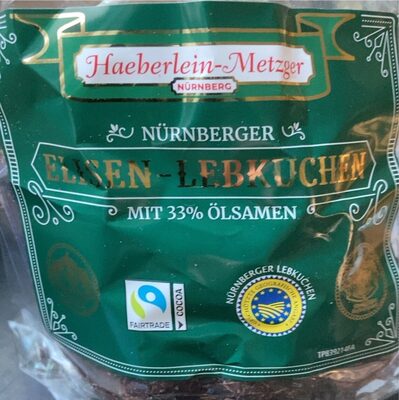 Haeberlein-Metzger
NÜRNBERG
NÜRNBERGER
ELISEN-LEBKUCHEN
MIT 33% ÖLSAMEN
FAIRTRADE
COCOA
NÜRNBERGER LEBKUCHEN